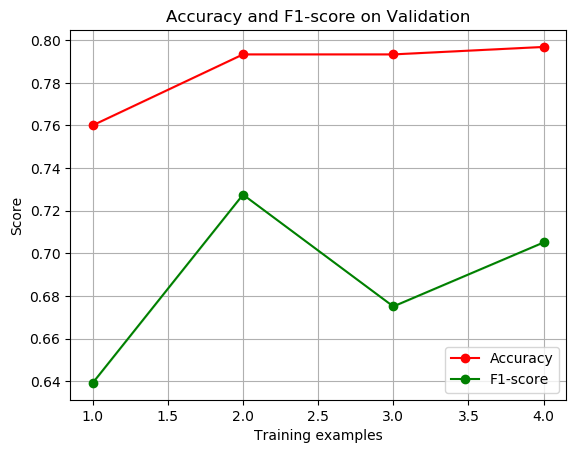 Accuracy and F1-score on Validation
0.80
0.78
0.76
0.74
0.72
0.70
0.68
0.66
0.64
Score
1.0 1.5 2.0 2.5 3.0 3.5 4.0
Training examples
Accuracy
F1-score